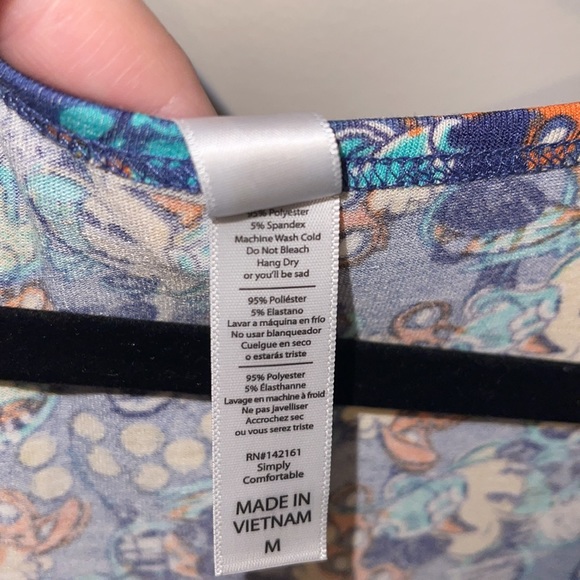 95% Polyester
5% Spandex
Machine Wash Cold
Do Not Bleach
Hang Dry
or you'll be sad
95% Poliéster
5% Elastano
Lavar a máquina en frío
No usar blanqueador
Cuelgue en seco
o estarás triste
95% Polyester
5% Élasthanne
Lavage en machine à froid
Ne pas javelliser
Accrochez sec
ou vous serez triste
RN#142161
Simply
Comfortable
MADE IN
VIETNAM
M